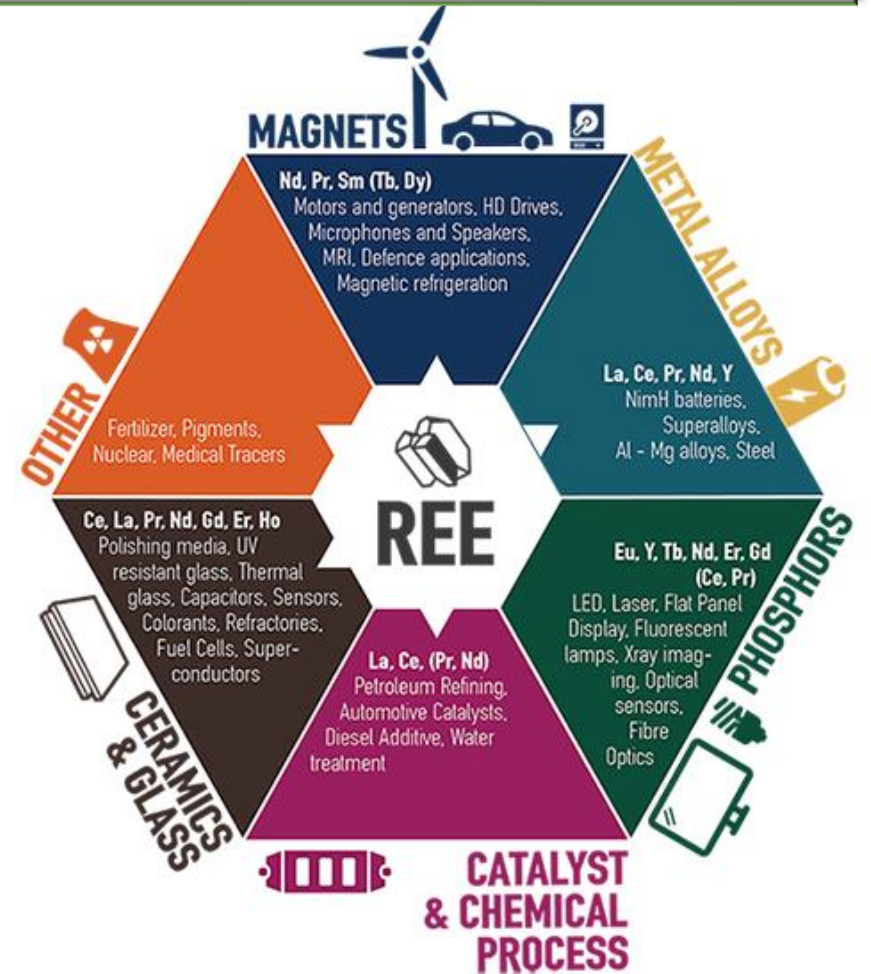 MAGNETS
Nd, Pr, Sm (Tb, Dy)
Motors and generators, HD Drives,
Microphones and Speakers,
MRI, Defence applications,
Magnetic refrigeration
METAL ALLOYS
La, Ce, Pr, Nd, Y
NimH batteries,
Superalloys,
Al - Mg alloys, Steel
PHOSPHORS
Eu, Y, Tb, Nd, Er, Gd
(Ce, Pr)
LED, Laser, Flat Panel
Display, Fluorescent
lamps, Xray imag-
ing, Optical
sensors,
Fibre
Optics
CATALYST
& CHEMICAL
PROCESS
La, Ce, (Pr, Nd)
Petroleum Refining,
Automotive Catalysts,
Diesel Additive, Water
treatment
CERAMICS
& GLASS
Ce, La, Pr, Nd, Gd, Er, Ho
Polishing media, UV
resistant glass, Thermal
glass, Capacitors, Sensors,
Colorants, Refractories,
Fuel Cells, Super-
conductors
OTHER
Fertilizer, Pigments,
Nuclear, Medical Tracers
REE